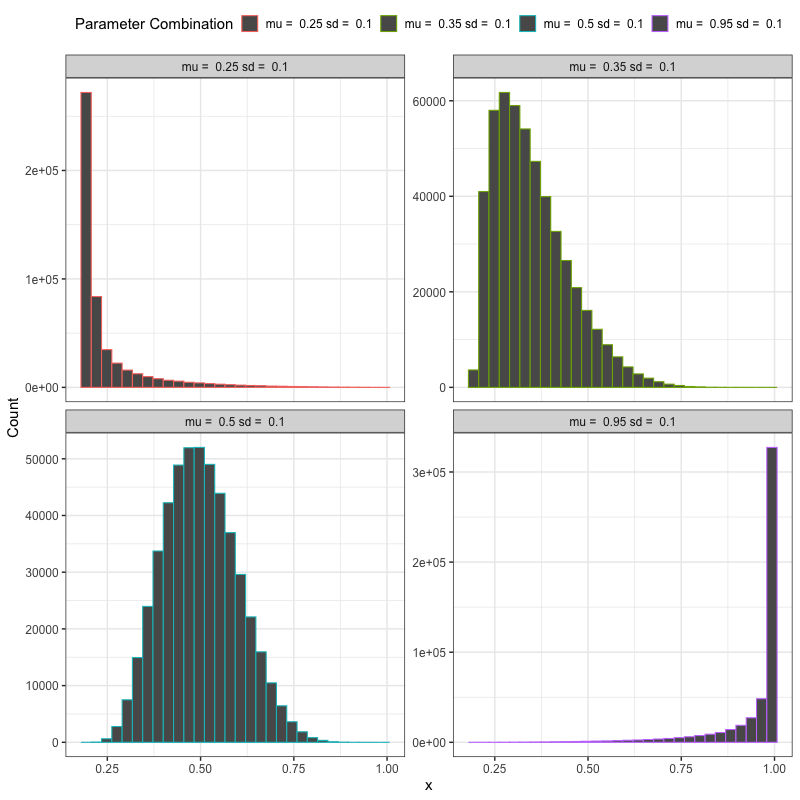 Parameter Combination mu = 0.25 sd = 0.1 mu = 0.35 sd = 0.1 mu = 0.5 sd = 0.1 mu = 0.95 sd = 0.1
mu = 0.25 sd = 0.1
2e+05
1e+05
0e+00
mu = 0.35 sd = 0.1
60000
40000
20000
0
Count
mu = 0.5 sd = 0.1
50000
40000
30000
20000
10000
0
0.25 0.50 0.75 1.00
mu = 0.95 sd = 0.1
3e+05
2e+05
1e+05
0e+00
0.25 0.50 0.75 1.00
x